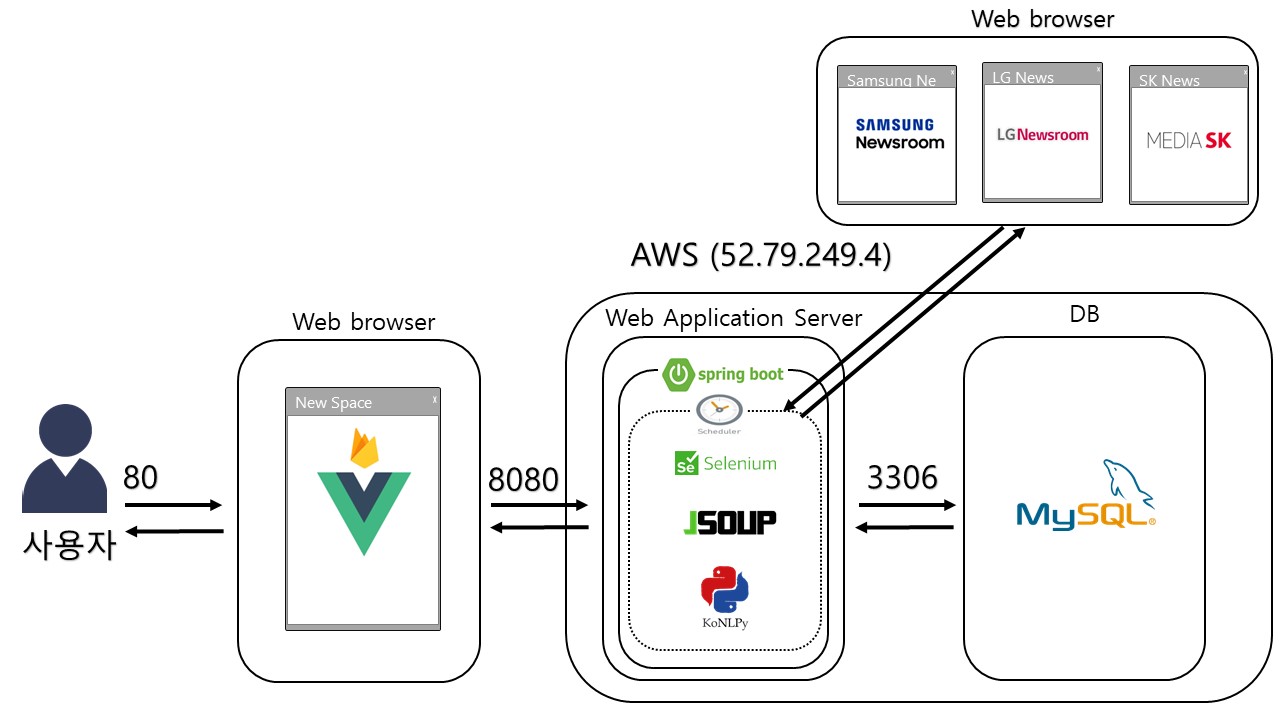 Web browser
Samsung Ne
x
LG News
x
SK News
x
SAMSUNG
Newsroom
LG Newsroom
MEDIA SK
AWS (52.79.249.4)
Web browser
Web Application Server
DB
New Space
x
spring boot
Scheduler
Se Selenium
80
8080
3306
JSOUP
MySQL®
사용자
KoNLPy